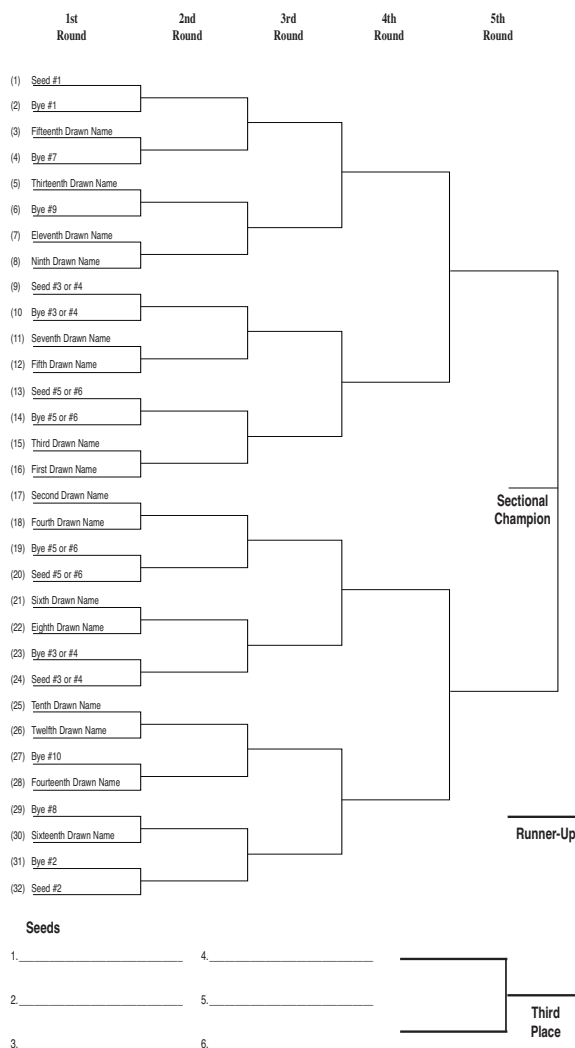 1st 2nd 3rd 4th 5th
Round Round Round Round Round
(1) Seed #1
(2) Bye #1
(3) Fifteenth Drawn Name
(4) Bye #7
(5) Thirteenth Drawn Name
(6) Bye #9
(7) Eleventh Drawn Name
(8) Ninth Drawn Name
(9) Seed #3 or #4
(10 Bye #3 or #4
(11) Seventh Drawn Name
(12) Fifth Drawn Name
(13) Seed #5 or #6
(14) Bye #5 or #6
(15) Third Drawn Name
(16) First Drawn Name
(17) Second Drawn Name
Sectional
Champion
(18) Fourth Drawn Name
(19) Bye #5 or #6
(20) Seed #5 or #6
(21) Sixth Drawn Name
(22) Eighth Drawn Name
(23) Bye #3 or #4
(24) Seed #3 or #4
(25) Tenth Drawn Name
(26) Twelfth Drawn Name
(27) Bye #10
(28) Fourteenth Drawn Name
(29) Bye #8
(30) Sixteenth Drawn Name
Runner-Up
(31) Bye #2
(32) Seed #2
Seeds
1. 4.
2. 5.
Third
Place
3. 6.